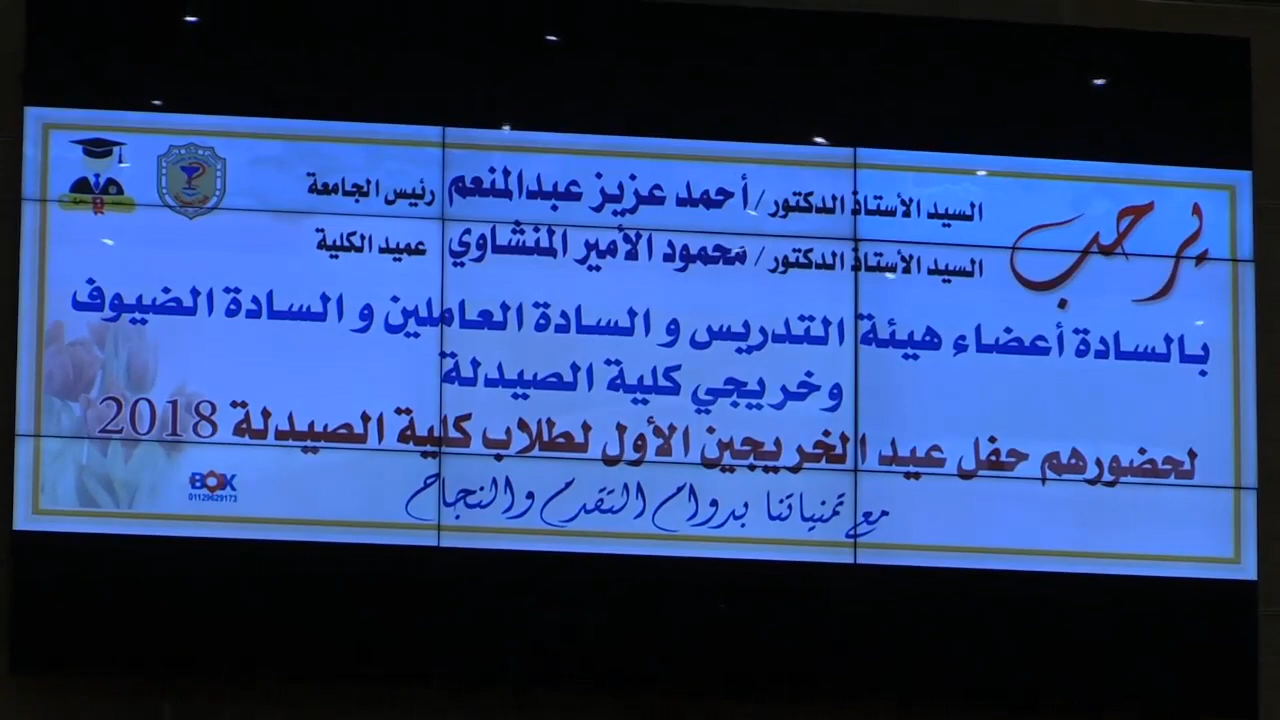 يرحب
السيد الأستاذ الدكتور / أحمد عزيز عبدالمنعم رئيس الجامعة
السيد الأستاذ الدكتور / محمود الأمير المنشاوي عميد الكلية
بالسادة أعضاء هيئة التدريس و السادة العاملين و السادة الضيوف
وخريجي كلية الصيدلة
لحضورهم حفل عيد الخريجين الأول لطلاب كلية الصيدلة 2018
مع تمنياتنا بدوام التقدم والنجاح
BOX
01129629173